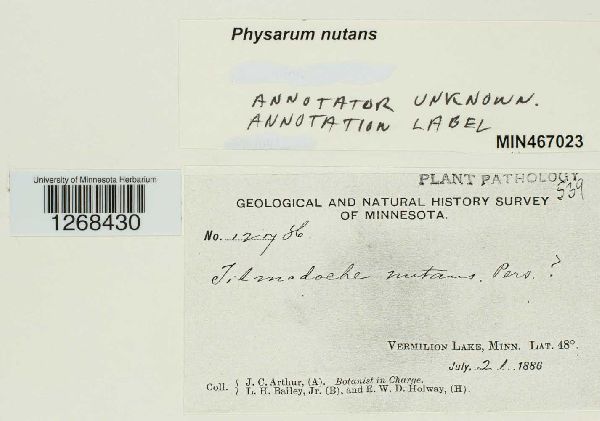 Physarum nutans
ANNOTATOR UNKNOWN.
ANNOTATION LABEL
MIN467023
University of Minnesota Herbarium
1268430
PLANT PATHOLOGY
539
GEOLOGICAL AND NATURAL HISTORY SURVEY
OF MINNESOTA.
No.
Tilmadoche nutans. Pers. ?
VERMILION LAKE, MINN. LAT. 48°.
July 21. 1886
Coll. { J. C. Arthur, (A). Botanist in Charge.
L. H. Bailey, Jr. (B), and E. W. D. Holway, (H).